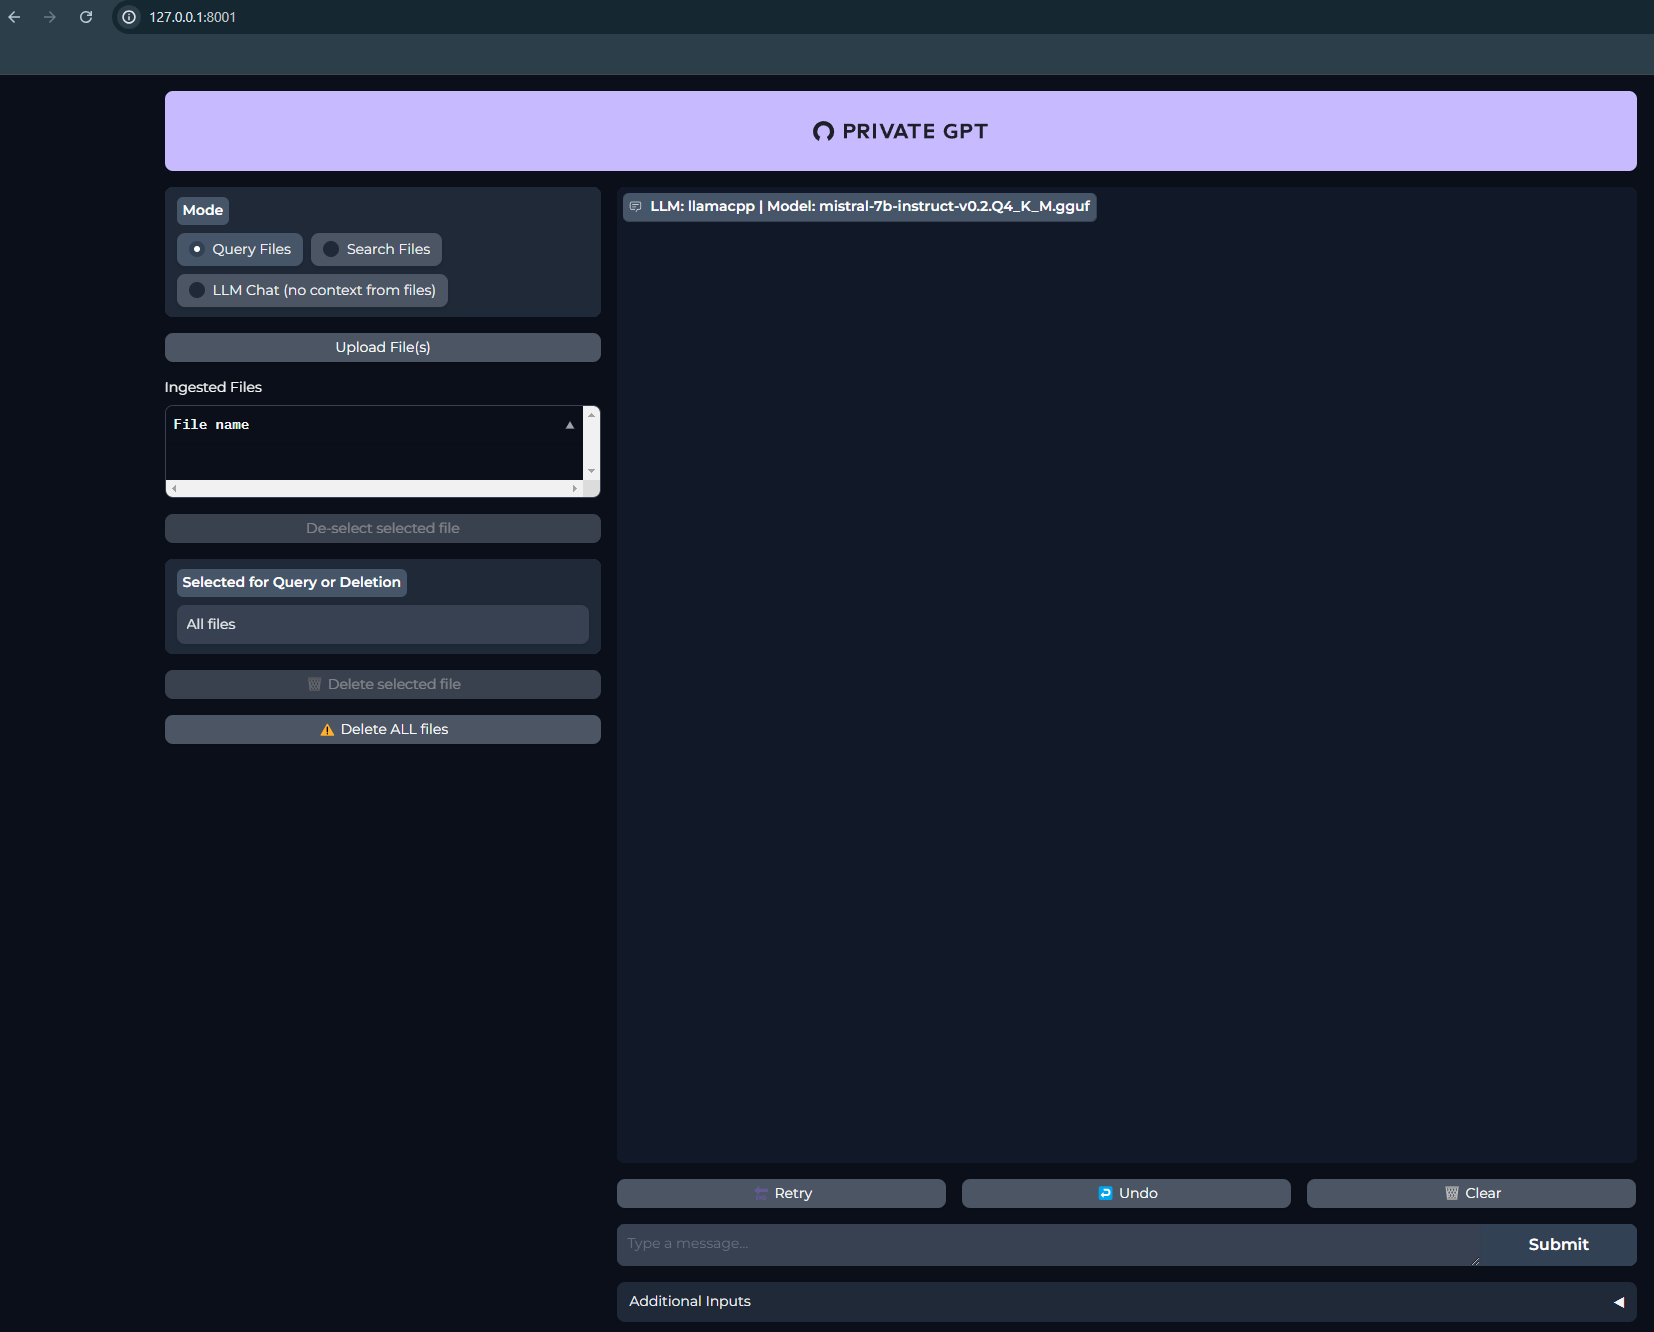 127.0.0.1:8001
PRIVATE GPT
Mode
Query Files
Search Files
LLM Chat (no context from files)
Upload File(s)
Ingested Files
File name
De-select selected file
Selected for Query or Deletion
All files
Delete selected file
Delete ALL files
LLM: llamacpp | Model: mistral-7b-instruct-v0.2.Q4_K_M.gguf
Retry
Undo
Clear
Type a message...
Submit
Additional Inputs